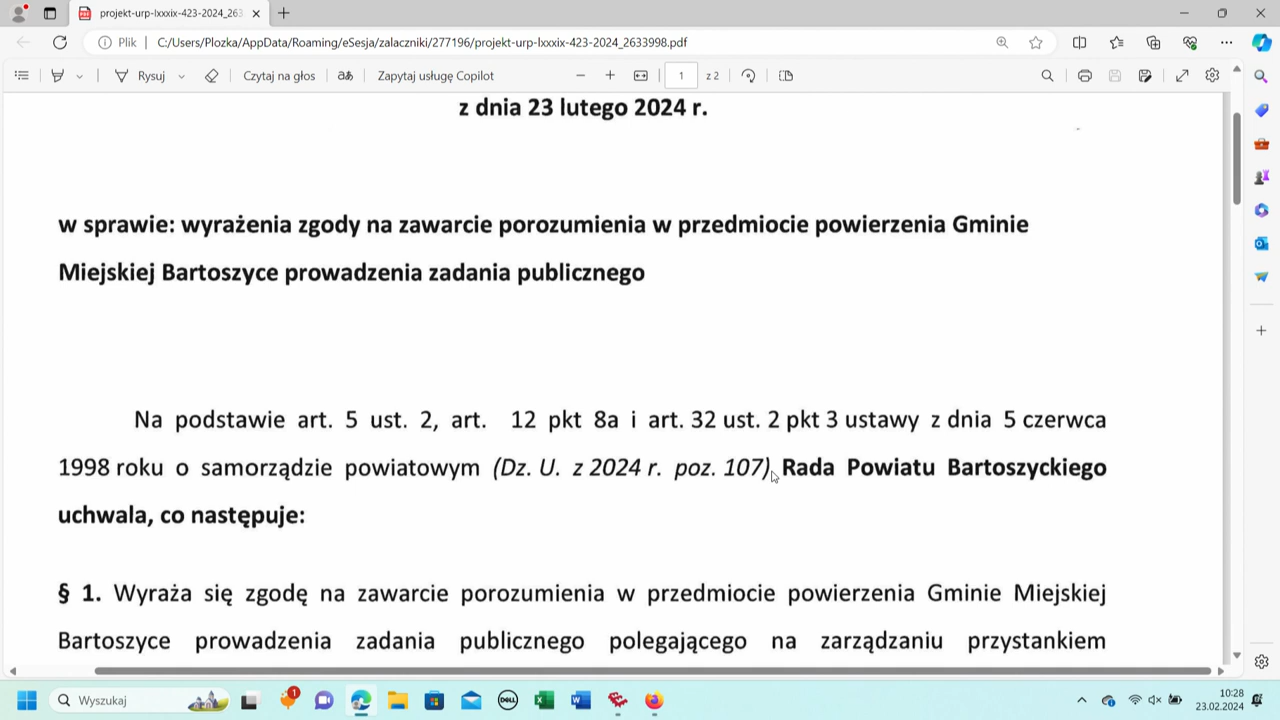 projekt-urp-lxxxix-423-2024_263
Plik
C:/Users/Plozka/AppData/Roaming/eSesja/zalaczniki/277196/projekt-urp-lxxxix-423-2024_2633998.pdf
Rysuj
Czytaj na głos
aあ
Zapytaj usługę Copilot
1
z 2
z dnia 23 lutego 2024 r.
w sprawie: wyrażenia zgody na zawarcie porozumienia w przedmiocie powierzenia Gminie
Miejskiej Bartoszyce prowadzenia zadania publicznego
Na podstawie art. 5 ust. 2, art. 12 pkt 8a i art. 32 ust. 2 pkt 3 ustawy z dnia 5 czerwca
1998 roku o samorządzie powiatowym (Dz. U. z 2024 r. poz. 107) Rada Powiatu Bartoszyckiego
uchwala, co następuje:
§ 1. Wyraża się zgodę na zawarcie porozumienia w przedmiocie powierzenia Gminie Miejskiej
Bartoszyce prowadzenia zadania publicznego polegającego na zarządzaniu przystankiem
Wyszukaj
1
DELL
10:28
23.02.2024